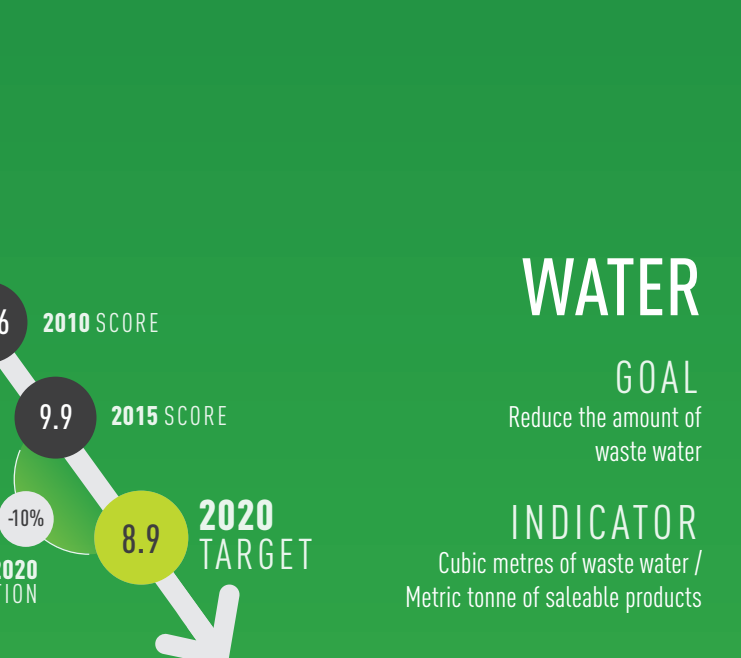 WATER
2010 SCORE
GOAL
9.9
2015 SCORE
Reduce the amount of
waste water
-10%
8.9
2020
TARGET
INDICATOR
Cubic metres of waste water /
Metric tonne of saleable products